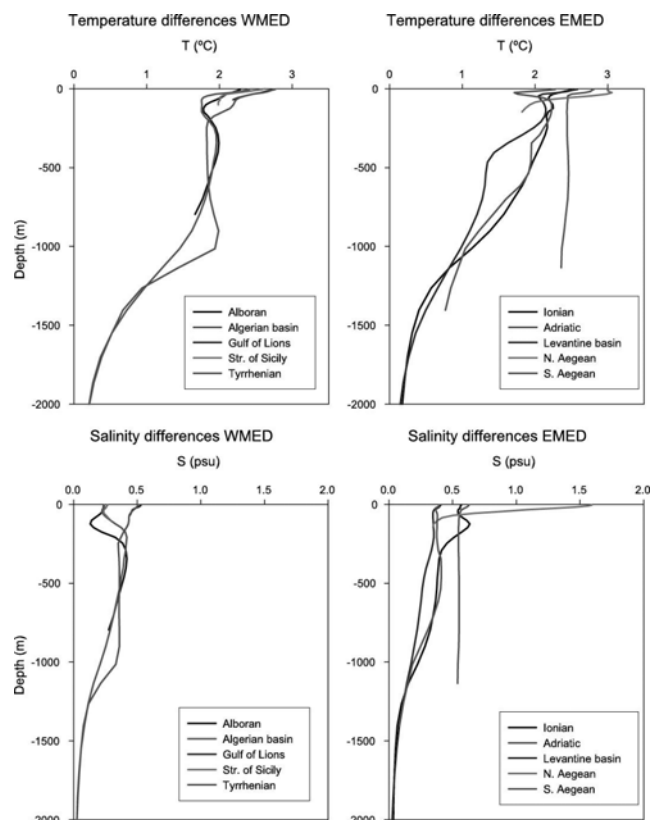 Temperature differences WMED
T (ºC)
0 1 2 3
0
-500
-1000
-1500
-2000
Depth (m)
Alboran
Algerian basin
Gulf of Lions
Str. of Sicily
Tyrrhenian
Temperature differences EMED
T (ºC)
0 1 2 3
0
-500
-1000
-1500
-2000
Ionian
Adriatic
Levantine basin
N. Aegean
S. Aegean
Salinity differences WMED
S (psu)
0.0 0.5 1.0 1.5 2.0
0
-500
-1000
-1500
-2000
Depth (m)
Alboran
Algerian basin
Gulf of Lions
Str. of Sicily
Tyrrhenian
Salinity differences EMED
S (psu)
0.0 0.5 1.0 1.5 2.0
0
-500
-1000
-1500
-2000
Ionian
Adriatic
Levantine basin
N. Aegean
S. Aegean